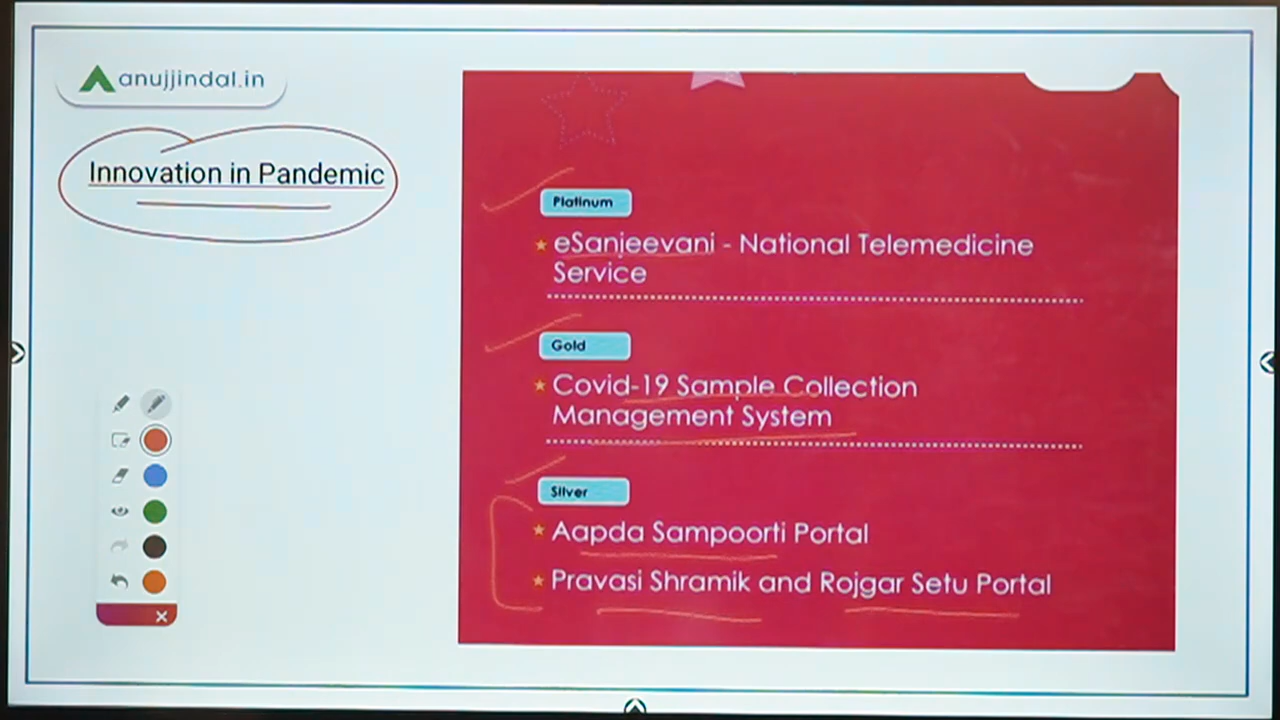 anujjindal.in
Innovation in Pandemic
Platinum
eSanjeevani - National Telemedicine
Service
Gold
Covid-19 Sample Collection
Management System
Silver
Aapda Sampoorti Portal
Pravasi Shramik and Rojgar Setu Portal